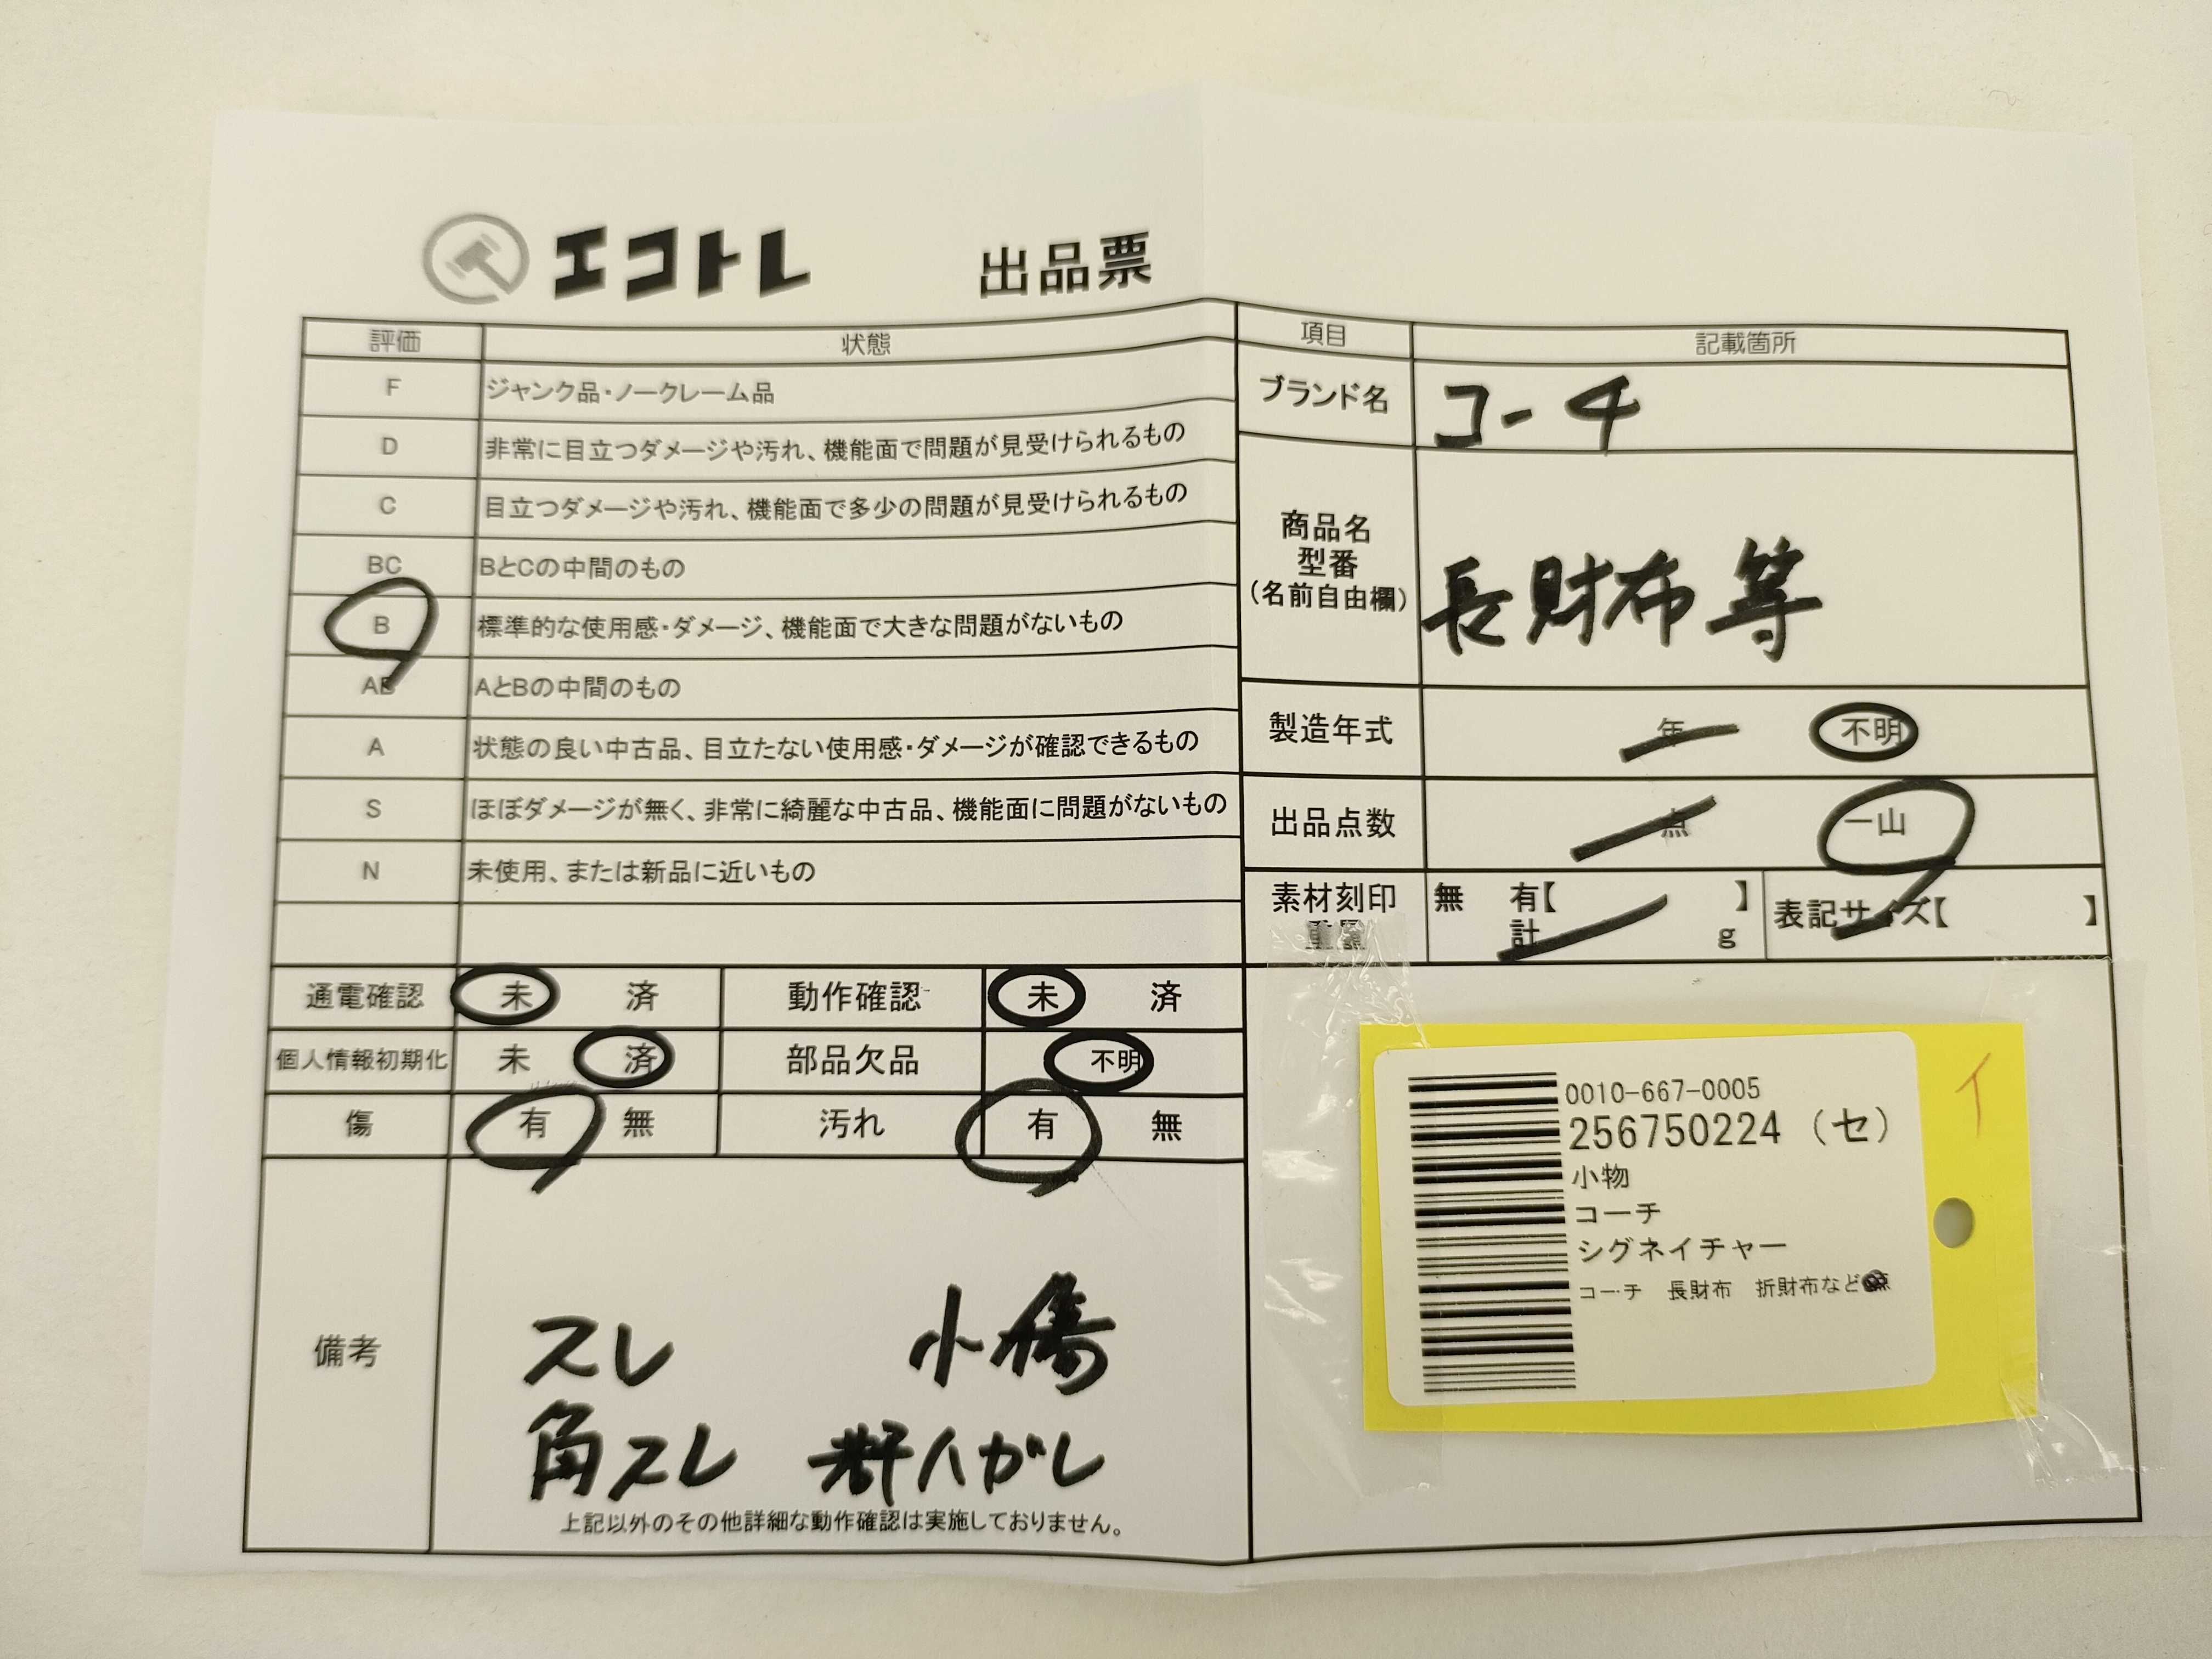 エコトレ 出品票
評価 状態
F ジャンク品・ノークレーム品
D 非常に目立つダメージや汚れ、機能面で問題が見受けられるもの
C 目立つダメージや汚れ、機能面で多少の問題が見受けられるもの
BC BとCの中間のもの
B 標準的な使用感・ダメージ、機能面で大きな問題がないもの
AB AとBの中間のもの
A 状態の良い中古品、目立たない使用感・ダメージが確認できるもの
S ほぼダメージが無く、非常に綺麗な中古品、機能面に問題がないもの
N 未使用、または新品に近いもの
通電確認 未 済 動作確認 未 済
個人情報初期化 未 済 部品欠品 不明
傷 有 無 汚れ 有 無
備考
スレ 小傷
角スレ ハガレ
上記以外のその他詳細な動作確認は実施しておりません。
項目 記載箇所
ブランド名 コーチ
商品名
型番
(名前自由欄)
長財布等
製造年式 年 不明
出品点数 点 一山
素材刻印 無 有【 】
重量 計 g
表記サイズ【 】
0010-667-0005
256750224 (セ)
小物
コーチ
シグネイチャー
コーチ 長財布 折財布など
イ